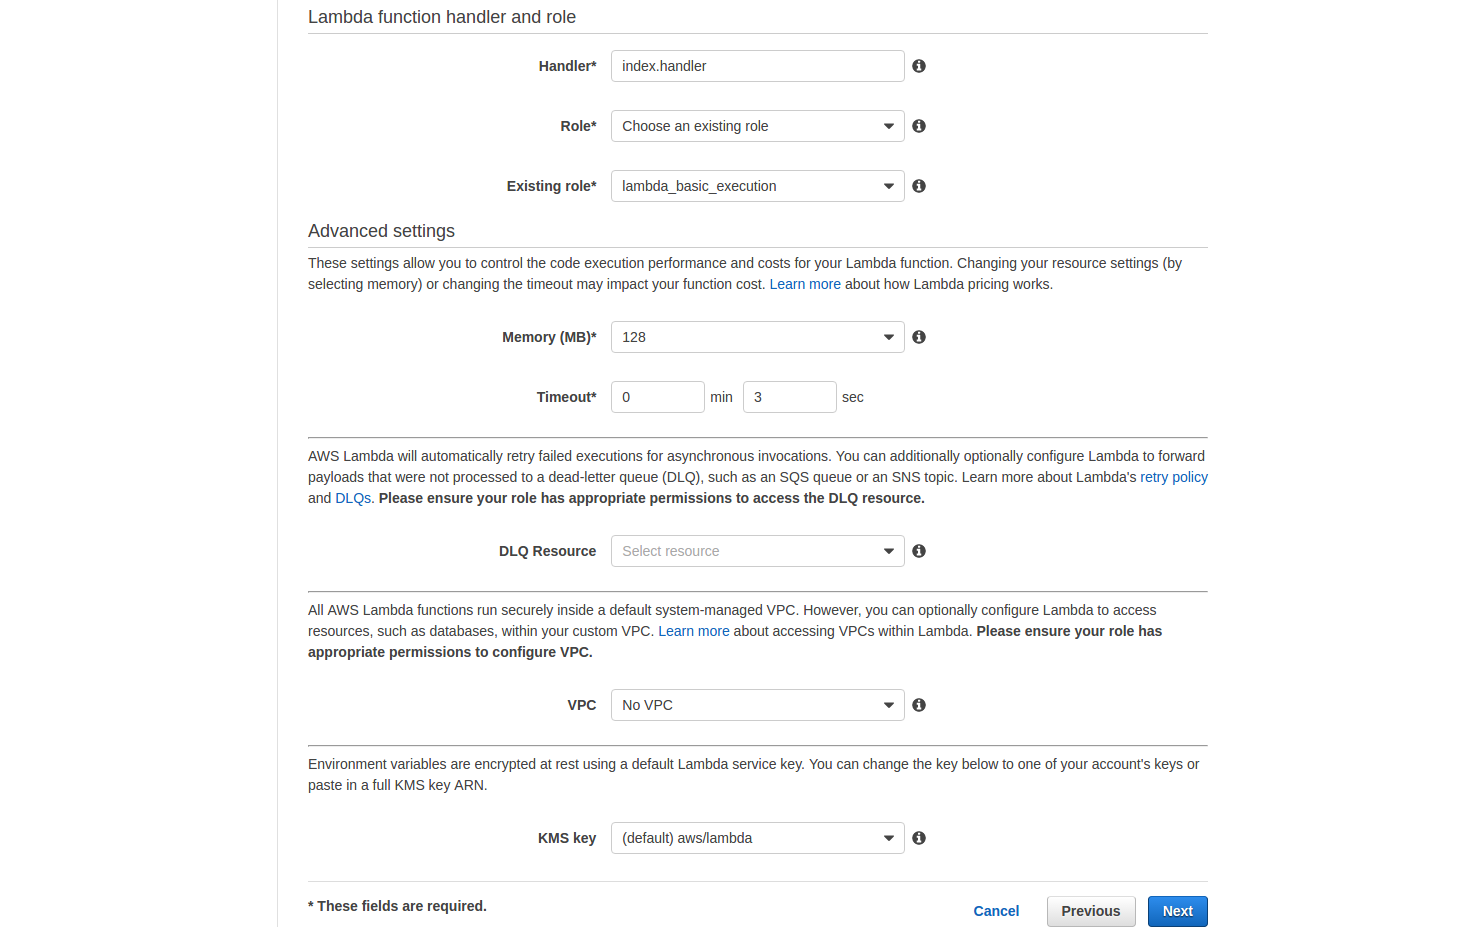 Lambda function handler and role
Handler* index.handler
Role* Choose an existing role
Existing role* lambda_basic_execution
Advanced settings
These settings allow you to control the code execution performance and costs for your Lambda function. Changing your resource settings (by
selecting memory) or changing the timeout may impact your function cost. Learn more about how Lambda pricing works.
Memory (MB)* 128
Timeout* 0 min 3 sec
AWS Lambda will automatically retry failed executions for asynchronous invocations. You can additionally optionally configure Lambda to forward
payloads that were not processed to a dead-letter queue (DLQ), such as an SQS queue or an SNS topic. Learn more about Lambda's retry policy
and DLQs. Please ensure your role has appropriate permissions to access the DLQ resource.
DLQ Resource Select resource
All AWS Lambda functions run securely inside a default system-managed VPC. However, you can optionally configure Lambda to access
resources, such as databases, within your custom VPC. Learn more about accessing VPCs within Lambda. Please ensure your role has
appropriate permissions to configure VPC.
VPC No VPC
Environment variables are encrypted at rest using a default Lambda service key. You can change the key below to one of your account's keys or
paste in a full KMS key ARN.
KMS key (default) aws/lambda
* These fields are required. Cancel Previous Next